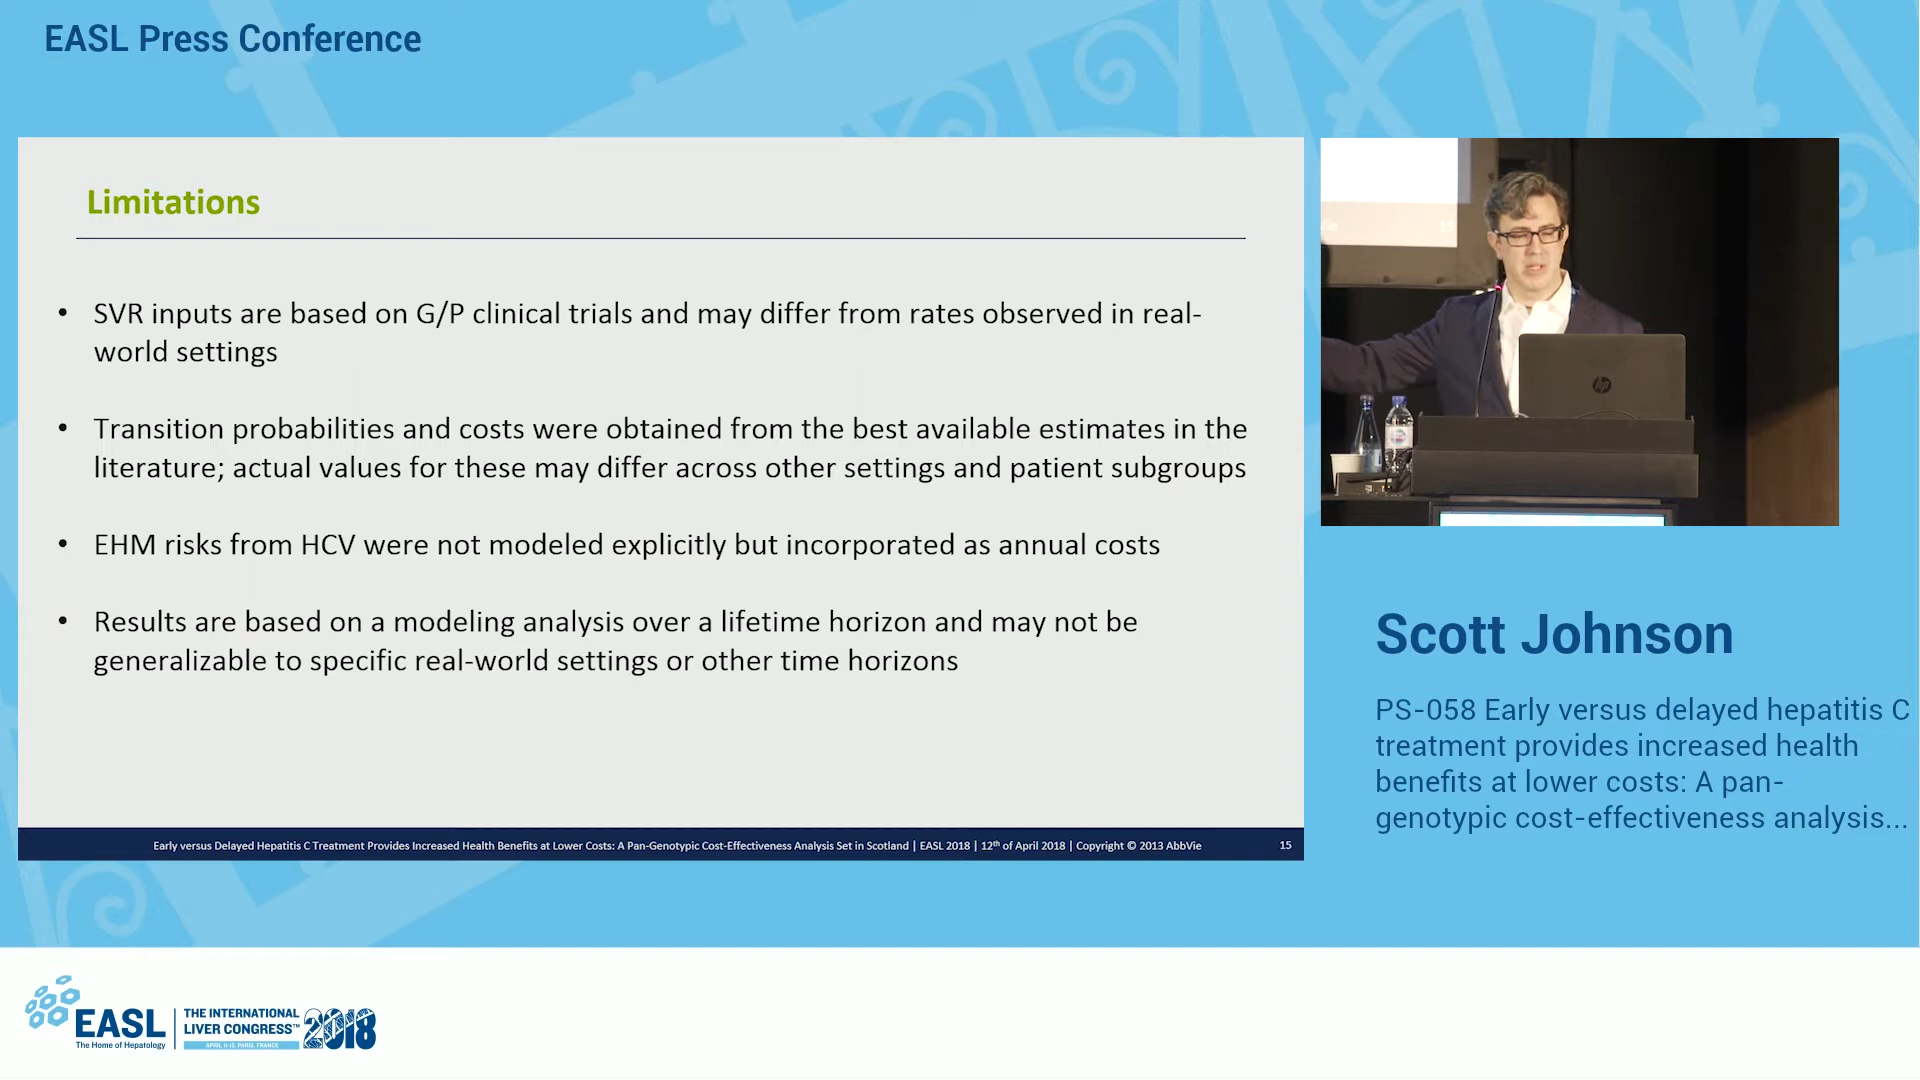 EASL Press Conference
Limitations
• SVR inputs are based on G/P clinical trials and may differ from rates observed in real-
world settings
• Transition probabilities and costs were obtained from the best available estimates in the
literature; actual values for these may differ across other settings and patient subgroups
• EHM risks from HCV were not modeled explicitly but incorporated as annual costs
• Results are based on a modeling analysis over a lifetime horizon and may not be
generalizable to specific real-world settings or other time horizons
Early versus Delayed Hepatitis C Treatment Provides Increased Health Benefits at Lower Costs: A Pan-Genotypic Cost-Effectiveness Analysis Set in Scotland | EASL 2018 | 12th of April 2018 | Copyright © 2013 AbbVie 15
hp
Scott Johnson
PS-058 Early versus delayed hepatitis C
treatment provides increased health
benefits at lower costs: A pan-
genotypic cost-effectiveness analysis...
EASL
The Home of Hepatology
THE INTERNATIONAL
LIVER CONGRESS™
2018
APRIL 11-15, PARIS, FRANCE